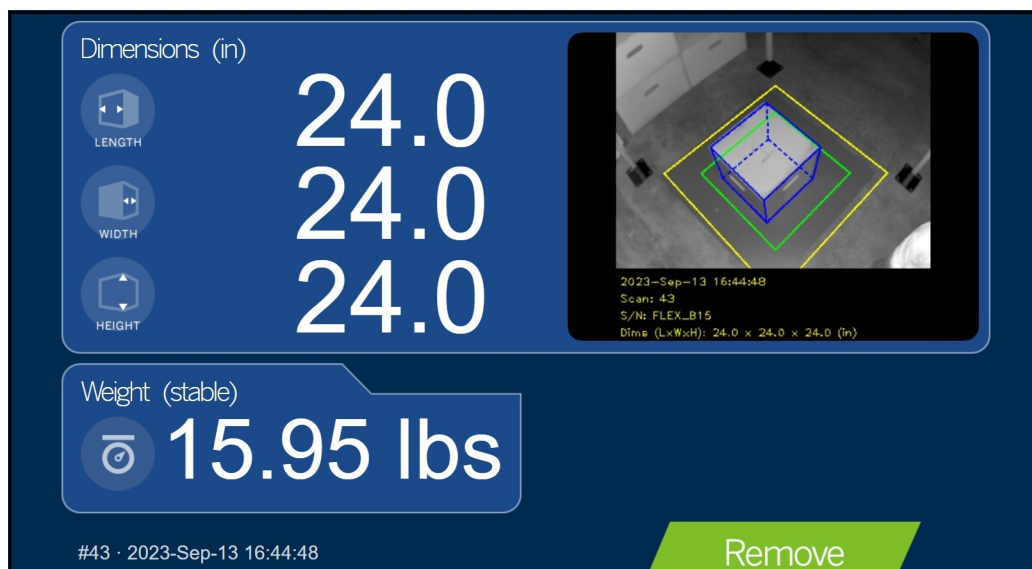 Dimensions (in)
LENGTH
24.0
WIDTH
24.0
HEIGHT
24.0
2023-Sep-13 16:44:48
Scan: 43
S/N: FLEX_B15
Dims (LxWxH): 24.0 x 24.0 x 24.0 (in)
Weight (stable)
15.95 lbs
#43 · 2023-Sep-13 16:44:48
Remove